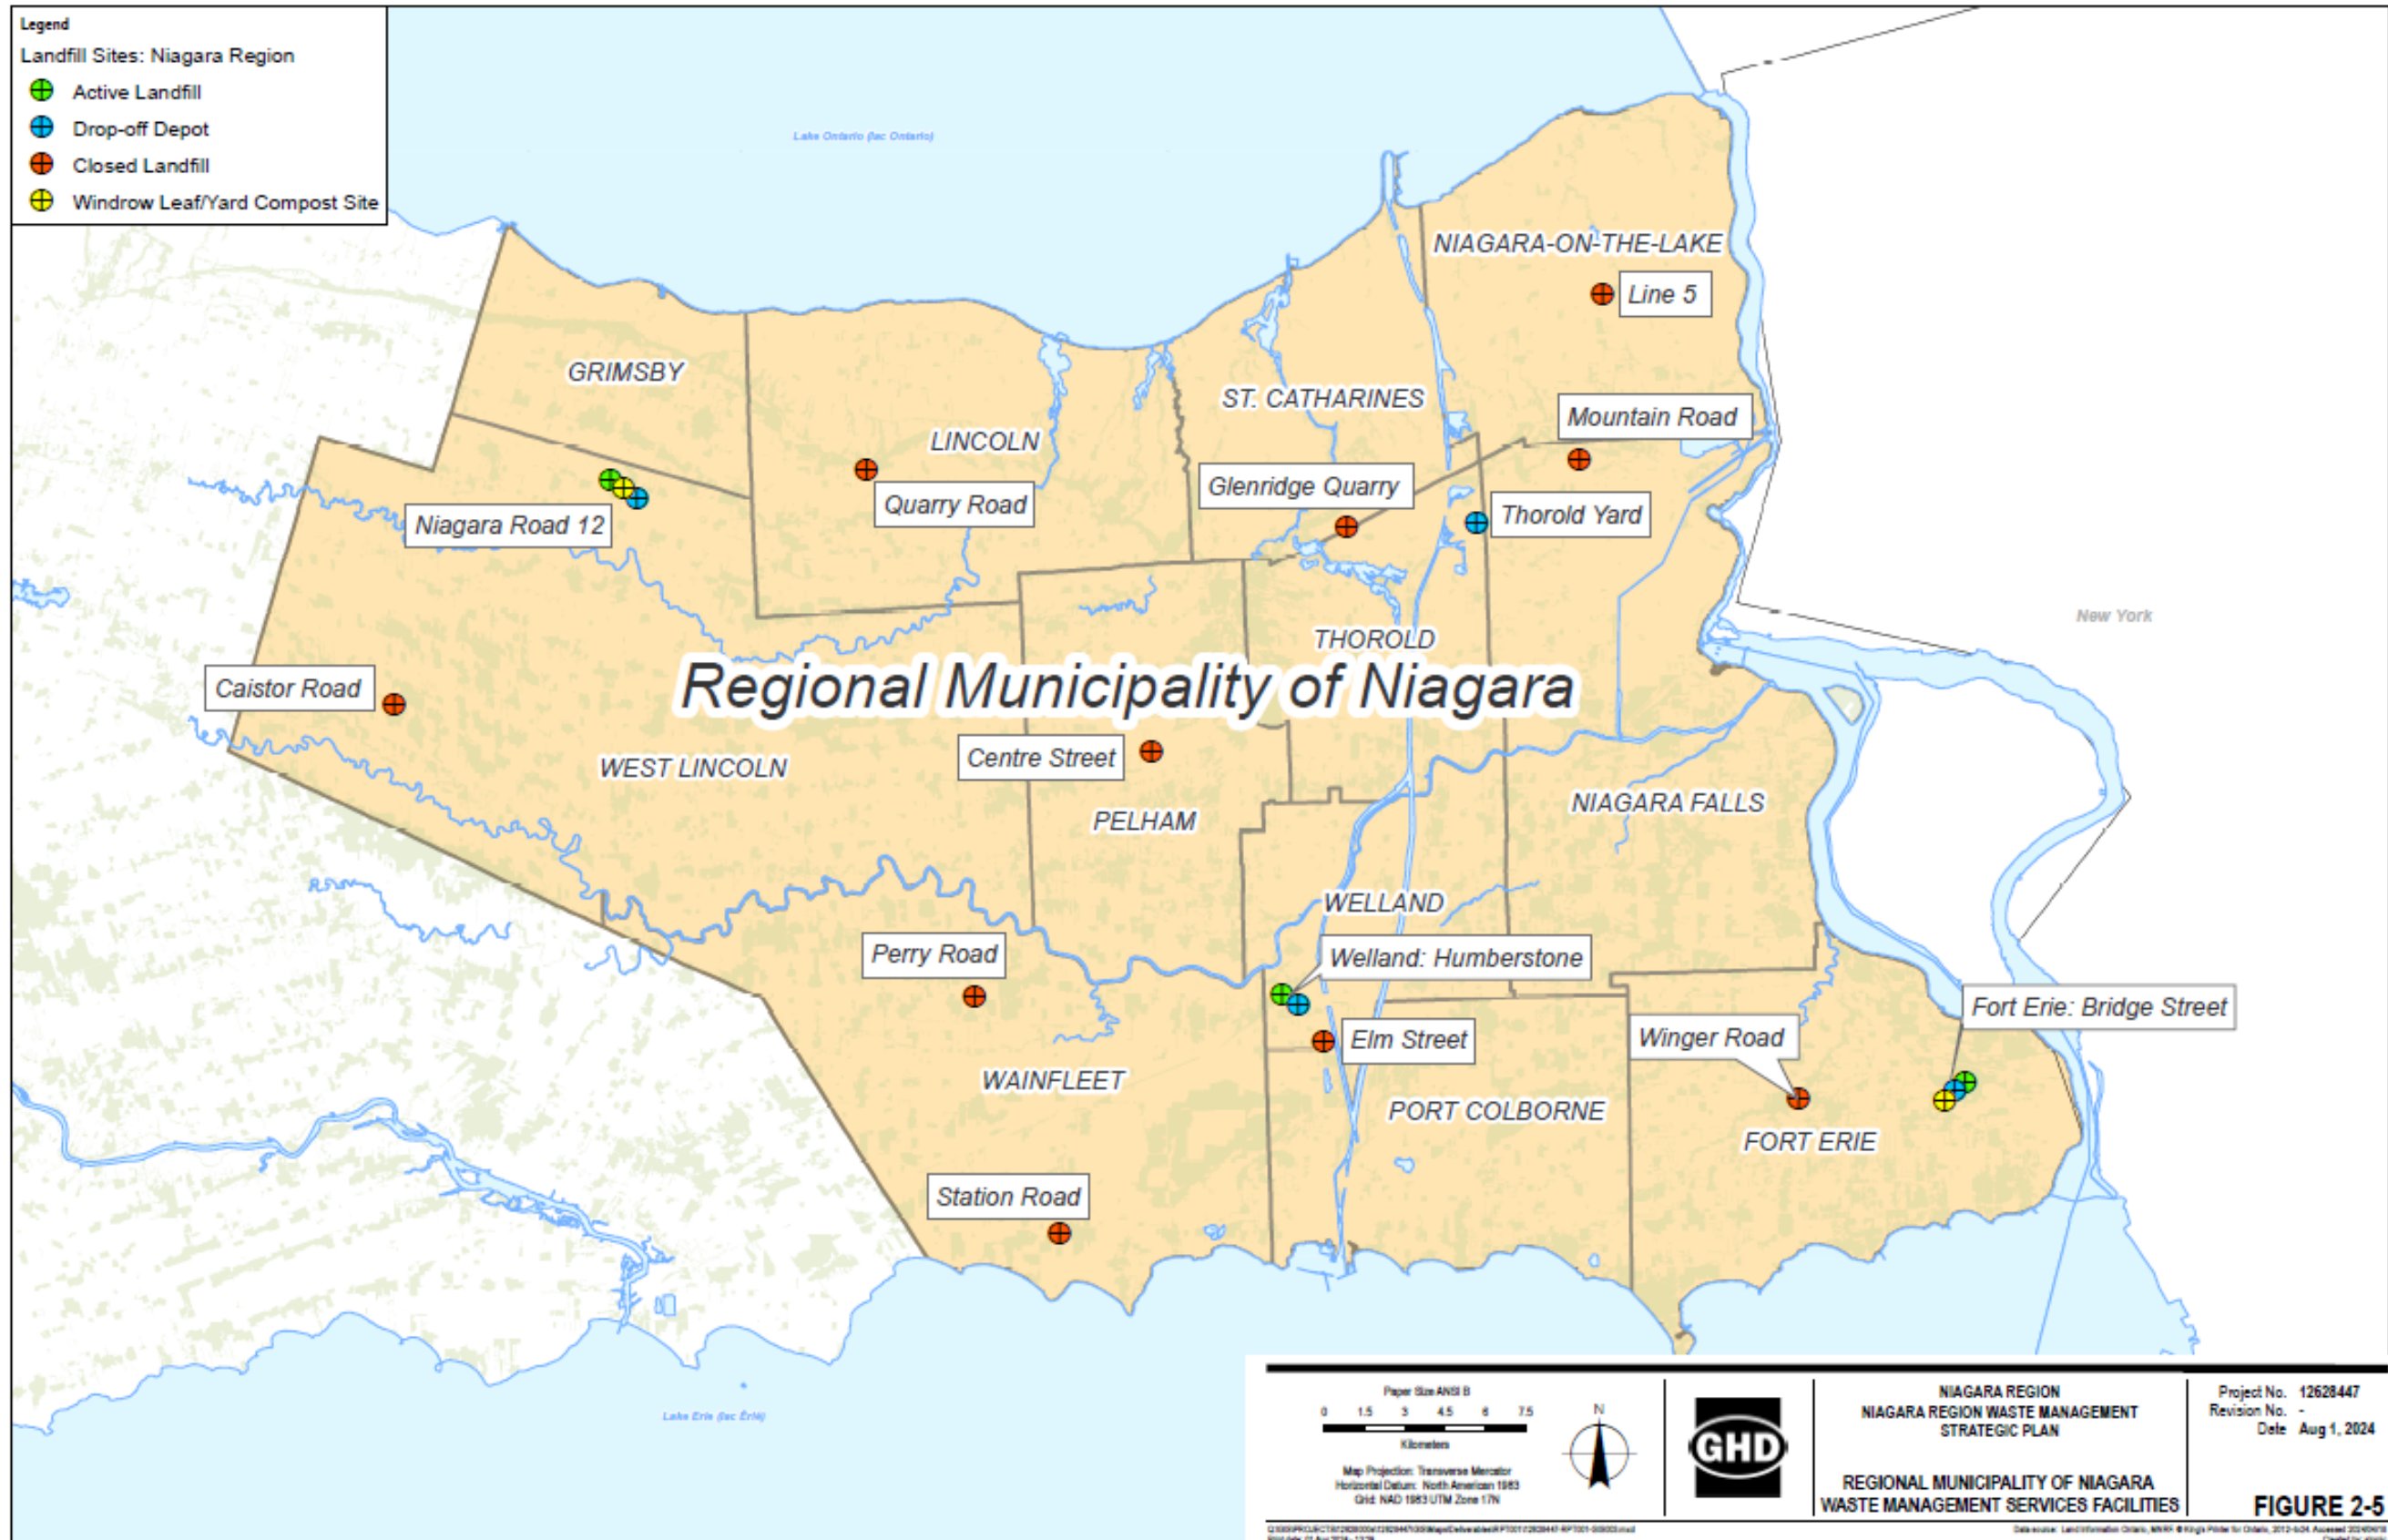 Legend
Landfill Sites: Niagara Region
Active Landfill
Drop-off Depot
Closed Landfill
Windrow Leaf/Yard Compost Site
Lake Ontario (lac Ontario)
NIAGARA-ON-THE-LAKE
Line 5
GRIMSBY
ST. CATHARINES
Mountain Road
LINCOLN
Quarry Road
Glenridge Quarry
Thorold Yard
Niagara Road 12
New York
THOROLD
Regional Municipality of Niagara
Caistor Road
Centre Street
WEST LINCOLN
NIAGARA FALLS
PELHAM
WELLAND
Perry Road
Welland: Humberstone
Fort Erie: Bridge Street
Elm Street
Winger Road
WAINFLEET
PORT COLBORNE
FORT ERIE
Station Road
Lake Erie (lac Érié)
Paper Size ANSI B
0 1.5 3 4.5 6 7.5
Kilometers
Map Projection: Transverse Mercator
Horizontal Datum: North American 1983
Grid: NAD 1983 UTM Zone 17N
N
GHD
NIAGARA REGION
NIAGARA REGION WASTE MANAGEMENT
STRATEGIC PLAN
REGIONAL MUNICIPALITY OF NIAGARA
WASTE MANAGEMENT SERVICES FACILITIES
Project No. 12628447
Revision No. -
Date Aug 1, 2024
FIGURE 2-5